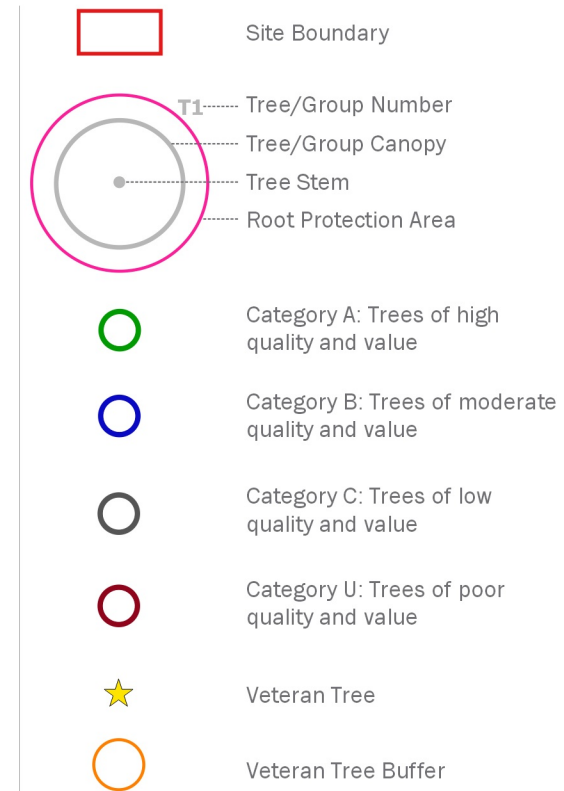 Site Boundary
T1
Tree/Group Number
Tree/Group Canopy
Tree Stem
Root Protection Area
Category A: Trees of high
quality and value
Category B: Trees of moderate
quality and value
Category C: Trees of low
quality and value
Category U: Trees of poor
quality and value
Veteran Tree
Veteran Tree Buffer